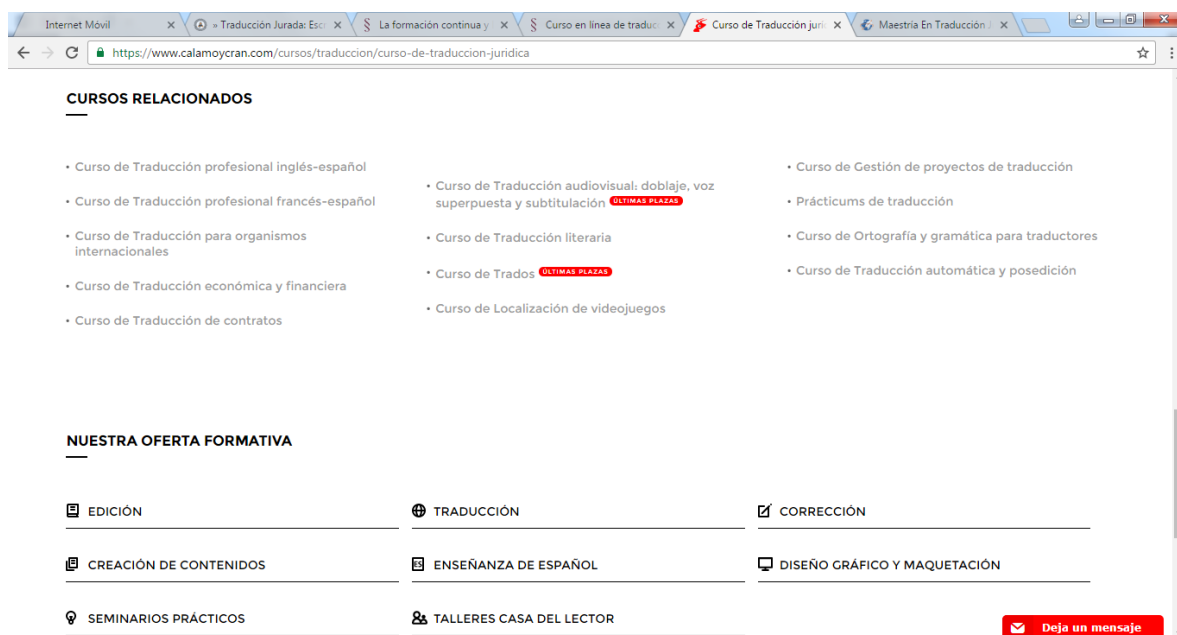 Internet Móvil
» Traducción Jurada: Esc
La formación continua y
Curso en línea de traduc
Curso de Traducción juri
Maestría En Traducción J
https://www.calamoycran.com/cursos/traduccion/curso-de-traduccion-juridica
CURSOS RELACIONADOS
• Curso de Traducción profesional inglés-español
• Curso de Traducción profesional francés-español
• Curso de Traducción para organismos
internacionales
• Curso de Traducción económica y financiera
• Curso de Traducción de contratos
• Curso de Traducción audiovisual: doblaje, voz
superpuesta y subtitulación ÚLTIMAS PLAZAS
• Curso de Traducción literaria
• Curso de Trados ÚLTIMAS PLAZAS
• Curso de Localización de videojuegos
• Curso de Gestión de proyectos de traducción
• Prácticums de traducción
• Curso de Ortografía y gramática para traductores
• Curso de Traducción automática y posedición
NUESTRA OFERTA FORMATIVA
EDICIÓN
TRADUCCIÓN
CORRECCIÓN
CREACIÓN DE CONTENIDOS
ES ENSEÑANZA DE ESPAÑOL
DISEÑO GRÁFICO Y MAQUETACIÓN
SEMINARIOS PRÁCTICOS
TALLERES CASA DEL LECTOR
Deja un mensaje